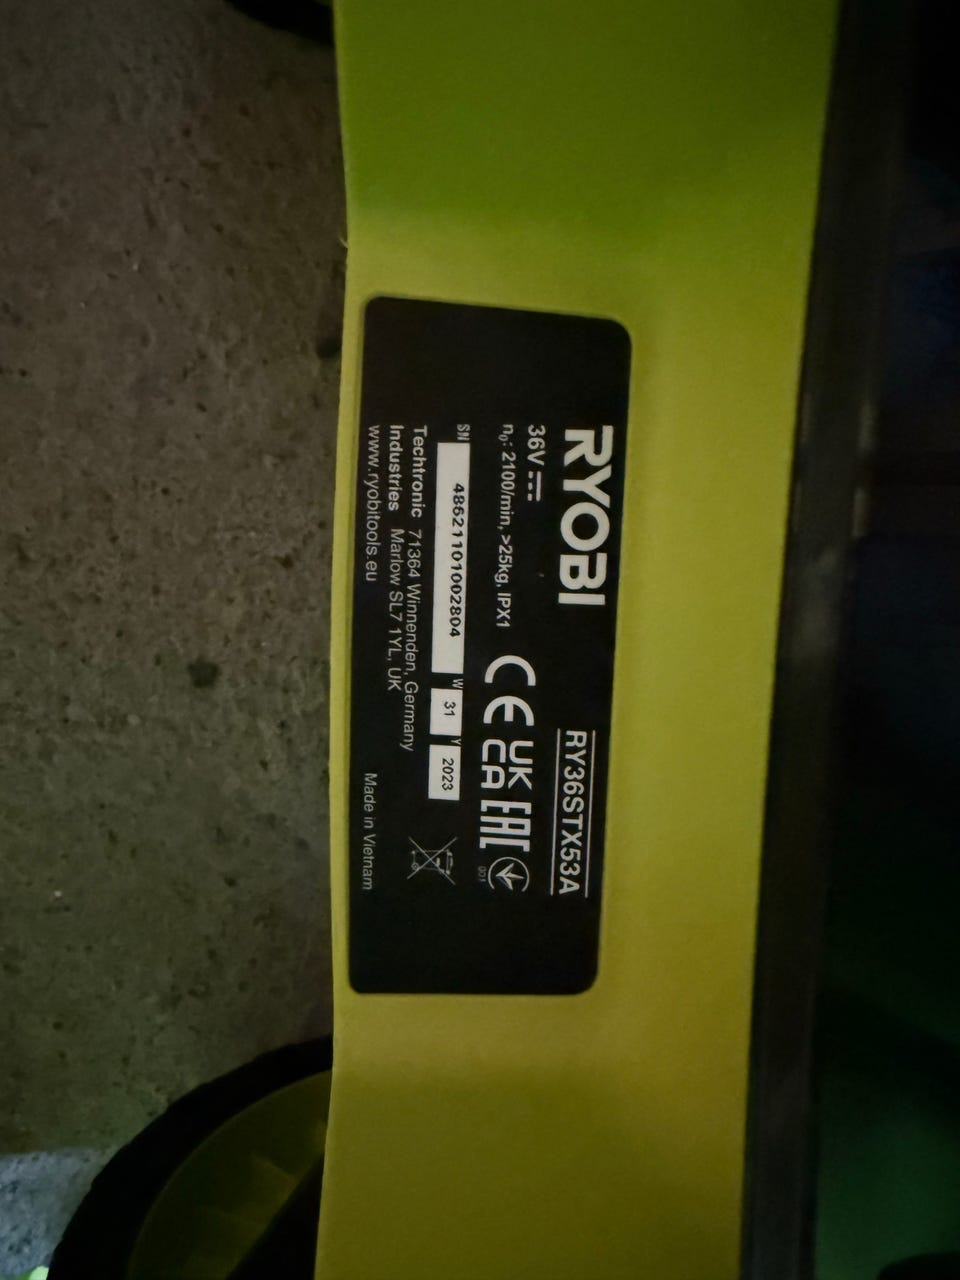 RYOBI
RY36STX53A
36V
n₀: 2100/min, >25kg, IPX1
CE UK CA EAC
SN 48621101002804 W 31 Y 2023
Techtronic Industries
71364 Winnenden, Germany
Marlow SL7 1YL, UK
www.ryobitools.eu
Made in Vietnam